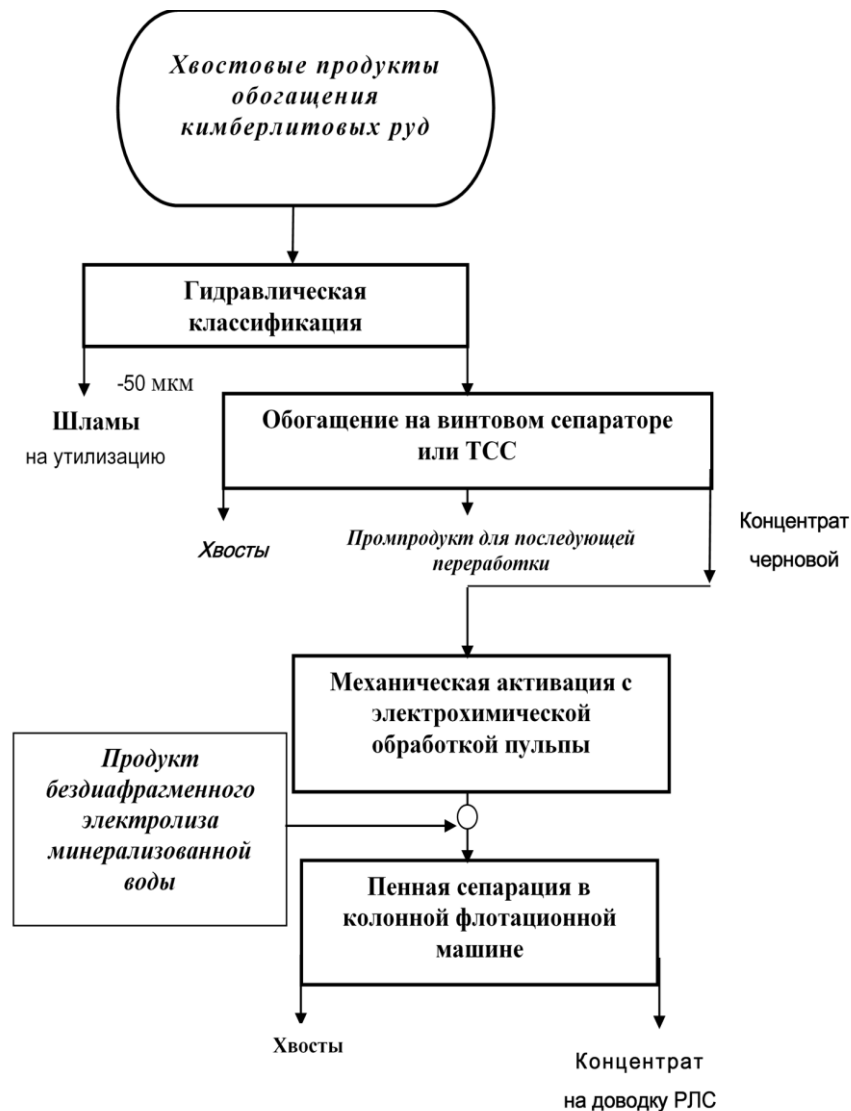 Хвостовые продукты
обогащения
кимберлитовых руд
Гидравлическая
классификация
-50 мкм
Шламы
на утилизацию
Обогащение на винтовом сепараторе
или ТСС
Хвосты
Промпродукт для последующей
переработки
Концентрат
черновой
Механическая активация с
электрохимической
обработкой пульпы
Продукт
бездиафрагменного
электролиза
минерализованной
воды
Пенная сепарация в
колонной флотационной
машине
Хвосты
Концентрат
на доводку РЛС